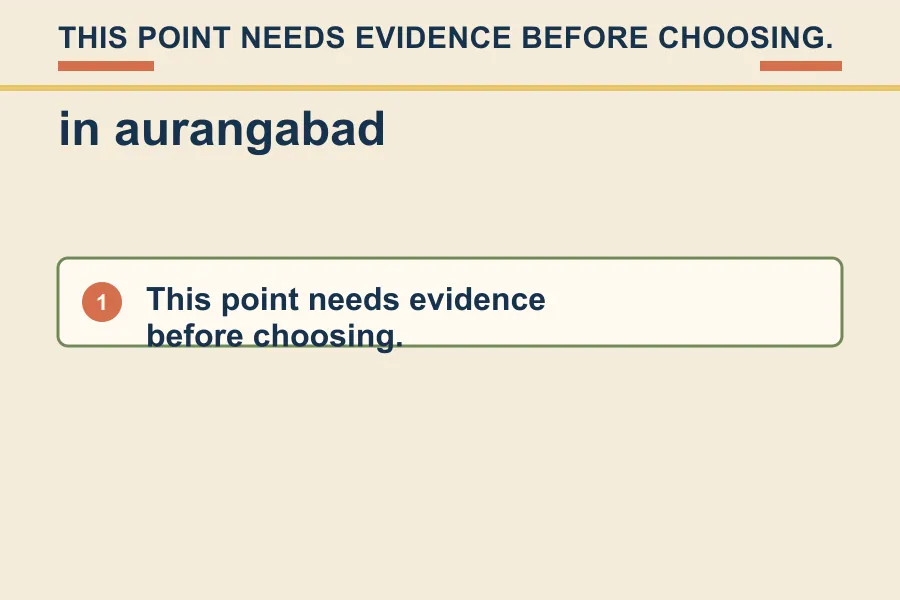 THIS POINT NEEDS EVIDENCE BEFORE CHOOSING.
in aurangabad
1
This point needs evidence
before choosing.